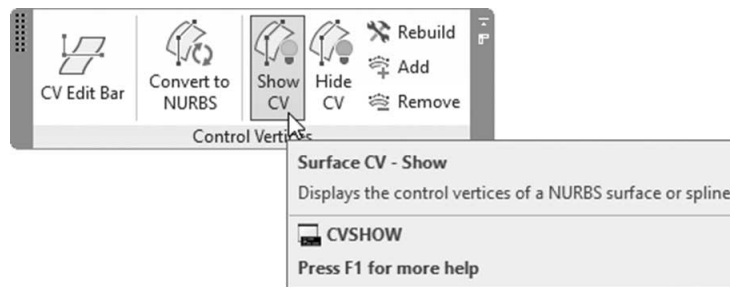 CV Edit Bar
Convert to
NURBS
Show
CV
Hide
CV
Rebuild
Add
Remove
Control Vertices
Surface CV - Show
Displays the control vertices of a NURBS surface or spline
CVSHOW
Press F1 for more help